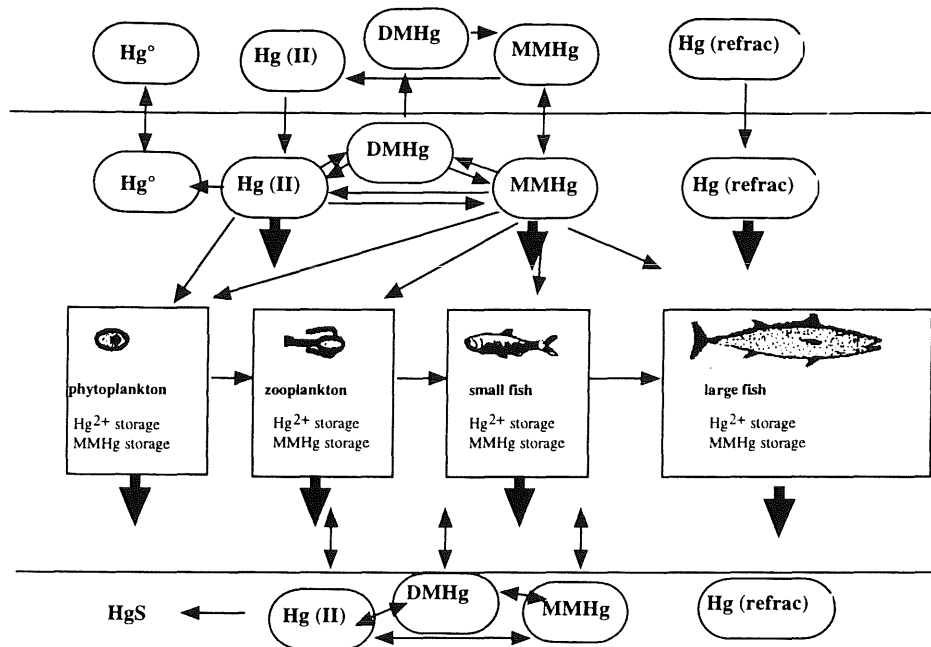 Hg°
Hg (II)
DMHg
MMHg
Hg (refrac)
Hg°
Hg (II)
DMHg
MMHg
Hg (refrac)
phytoplankton
Hg2+ storage
MMHg storage
zooplankton
Hg2+ storage
MMHg storage
small fish
Hg2+ storage
MMHg storage
large fish
Hg2+ storage
MMHg storage
HgS
Hg (II)
DMHg
MMHg
Hg (refrac)